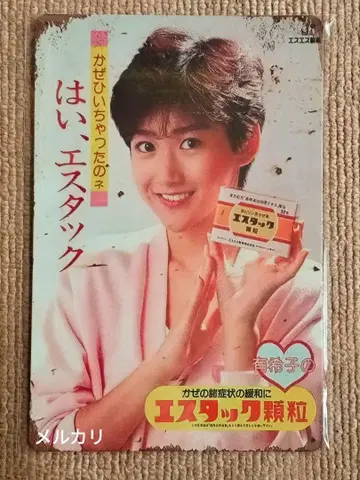 エスエス製薬
かぜひいちゃったのネ
はい、エスタック
エスタック
顆粒
有希子の
かぜの諸症状の緩和に
エスタック顆粒
メルカリ